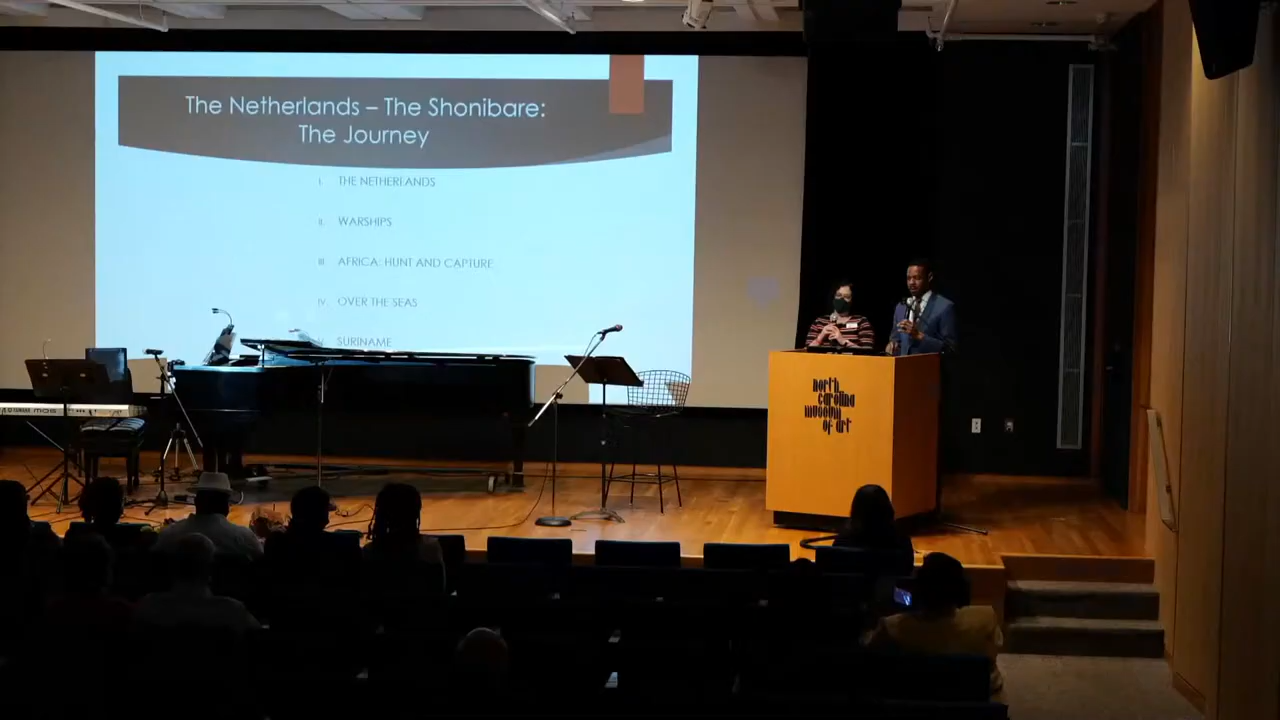 The Netherlands – The Shonibare:
The Journey
I. THE NETHERLANDS
II. WARSHIPS
III. AFRICA: HUNT AND CAPTURE
IV. OVER THE SEAS
SURINAME
north
carolina
museum
of art